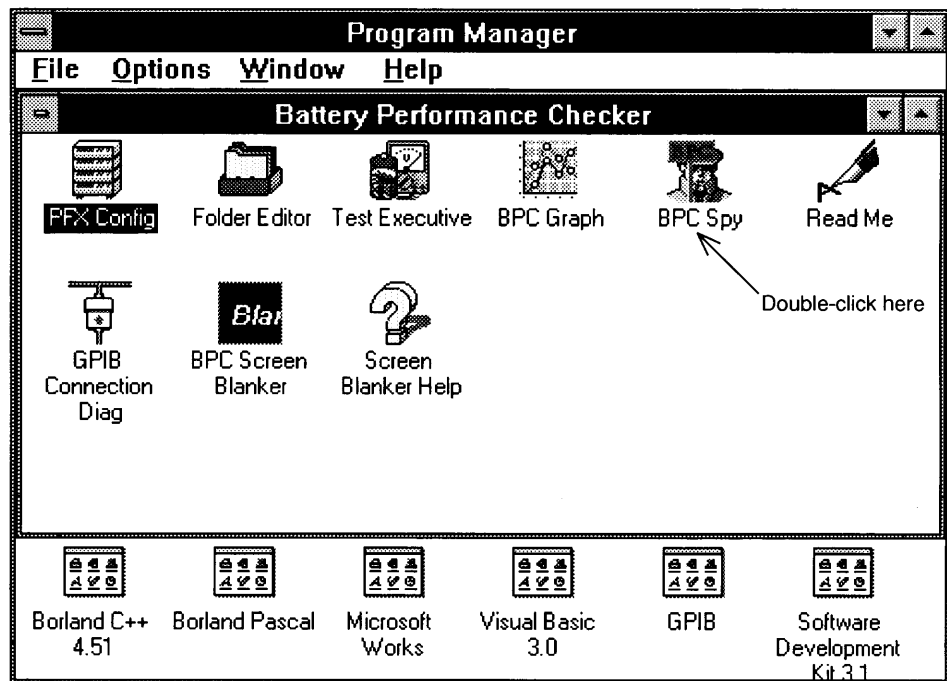 Program Manager
File Options Window Help
Battery Performance Checker
PFX Config
Folder Editor
Test Executive
BPC Graph
BPC Spy
Read Me
Double-click here
GPIB
Connection
Diag
Blan
BPC Screen
Blanker
Screen
Blanker Help
Borland C++
4.51
Borland Pascal
Microsoft
Works
Visual Basic
3.0
GPIB
Software
Development
Kit 3.1